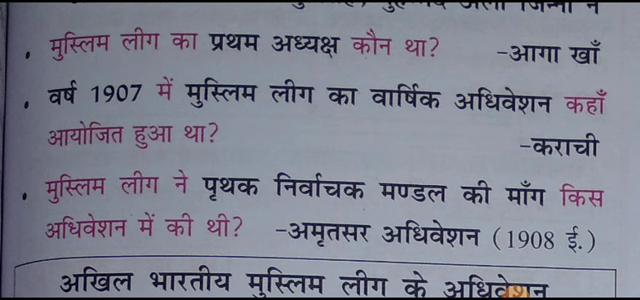 मुस्लिम लीग का प्रथम अध्यक्ष कौन था? -आगा खाँ
वर्ष 1907 में मुस्लिम लीग का वार्षिक अधिवेशन कहाँ
आयोजित हुआ था? -कराची
मुस्लिम लीग ने पृथक निर्वाचक मण्डल की माँग किस
अधिवेशन में की थी? -अमृतसर अधिवेशन (1908 ई.)
अखिल भारतीय मुस्लिम लीग के अधिवेशन